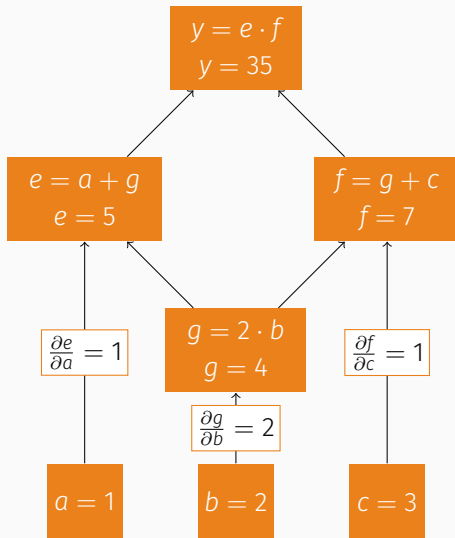 y = e · f
y = 35
e = a + g
e = 5
f = g + c
f = 7
g = 2 · b
g = 4
∂e/∂a = 1
∂f/∂c = 1
∂g/∂b = 2
a = 1
b = 2
c = 3